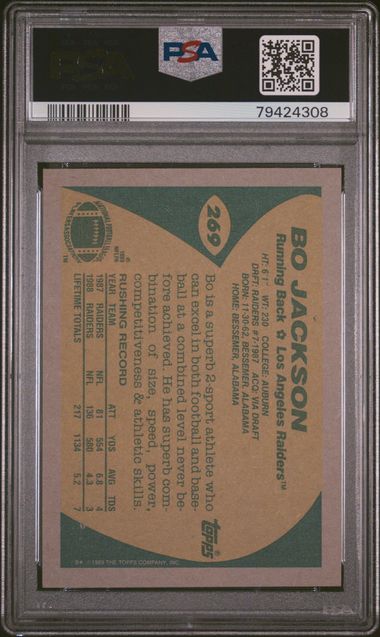 PSA
PSA
79424308
269
BO JACKSON
Running Back ✩ Los Angeles Raiders™
HT: 6'1" WT: 230 COLLEGE: AUBURN
DRFT: RAIDERS #7-1987 ACQ: VIA DRAFT
BORN: 11-30-62, BESSEMER, ALABAMA
HOME: BESSEMER, ALABAMA
Bo is a superb 2-sport athlete who
can excel in both football and base-
ball at a combined level never be-
fore achieved. He has superb com-
bination of size, speed, power,
competitiveness & athletic skills.
RUSHING RECORD
YEAR TEAM ATT YDS AVG TDS
1987 RAIDERS NFL 81 554 6.8 4
1988 RAIDERS NFL 136 580 4.3 3
LIFETIME TOTALS 217 1134 5.2 7
topps
© 1989 THE TOPPS COMPANY, INC.